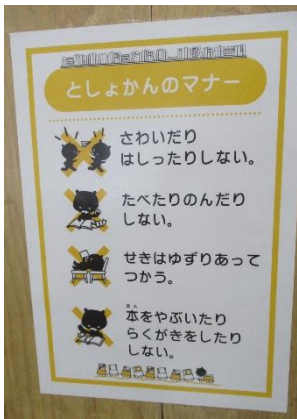 としょかんのマナー
さわいだり
はしったりしない。
たべたりのんだり
しない。
せきはゆずりあって
つかう。
本をやぶいたり
らくがきをしたり
しない。